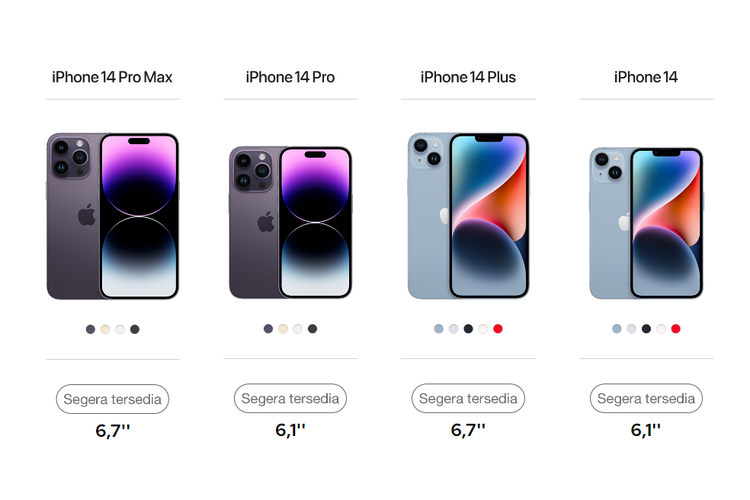 iPhone 14 Pro Max
iPhone 14 Pro
iPhone 14 Plus
iPhone 14
Segera tersedia
Segera tersedia
Segera tersedia
Segera tersedia
6,7''
6,1''
6,7''
6,1''